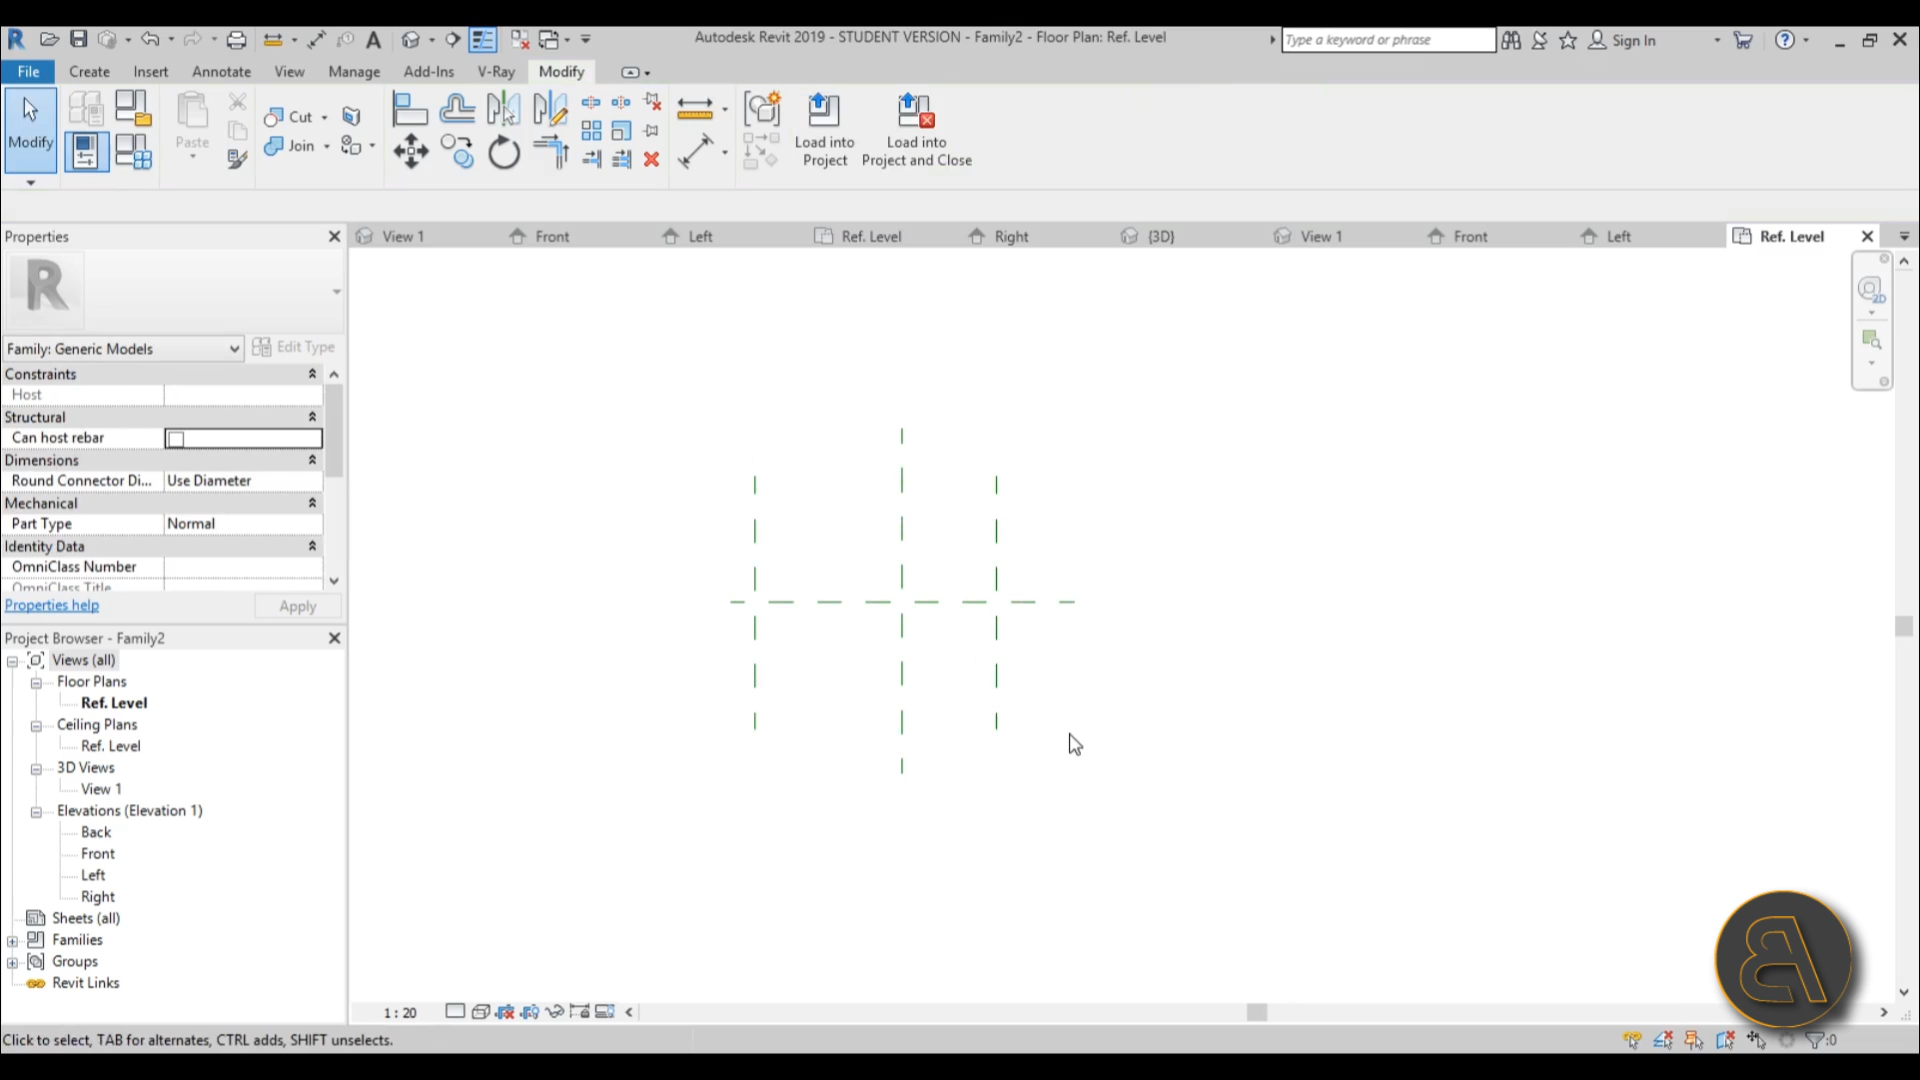 Autodesk Revit 2019 - STUDENT VERSION - Family2 - Floor Plan: Ref. Level
Type a keyword or phrase
Sign In
File Create Insert Annotate View Manage Add-Ins V-Ray Modify
Modify
Paste
Cut
Join
Load into
Project
Load into
Project and Close
Properties
View 1
Front
Left
Ref. Level
Right
{3D}
View 1
Front
Left
Ref. Level
2D
Family: Generic Models
Edit Type
Constraints
Host
Structural
Can host rebar
Dimensions
Round Connector Di... Use Diameter
Mechanical
Part Type Normal
Identity Data
OmniClass Number
OmniClass Title
Properties help
Apply
Project Browser - Family2
Views (all)
Floor Plans
Ref. Level
Ceiling Plans
Ref. Level
3D Views
View 1
Elevations (Elevation 1)
Back
Front
Left
Right
Sheets (all)
Families
Groups
Revit Links
1 : 20
Click to select, TAB for alternates, CTRL adds, SHIFT unselects.
:0